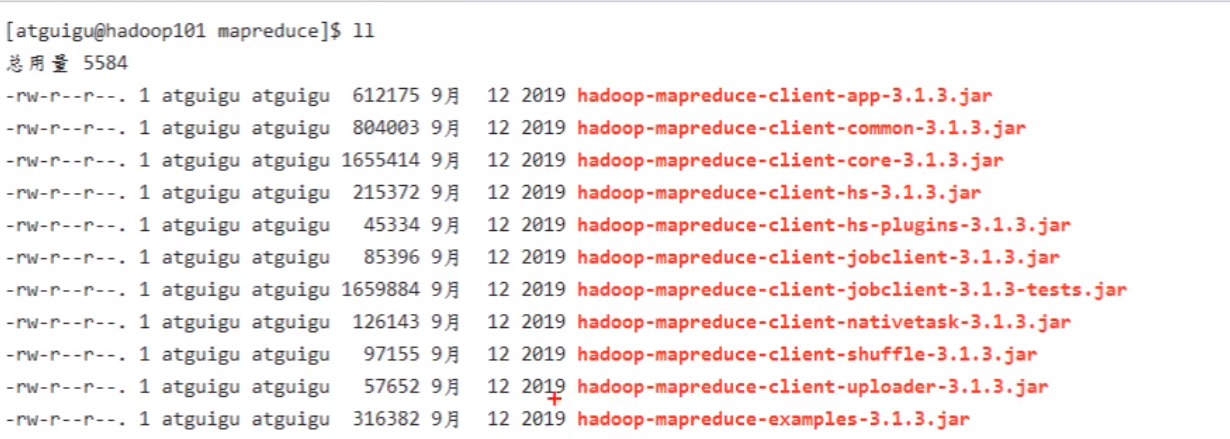 [atguigu@hadoop101 mapreduce]$ ll
总用量 5584
-rw-r--r--. 1 atguigu atguigu  612175 9月  12 2019 hadoop-mapreduce-client-app-3.1.3.jar
-rw-r--r--. 1 atguigu atguigu  804003 9月  12 2019 hadoop-mapreduce-client-common-3.1.3.jar
-rw-r--r--. 1 atguigu atguigu 1655414 9月  12 2019 hadoop-mapreduce-client-core-3.1.3.jar
-rw-r--r--. 1 atguigu atguigu  215372 9月  12 2019 hadoop-mapreduce-client-hs-3.1.3.jar
-rw-r--r--. 1 atguigu atguigu   45334 9月  12 2019 hadoop-mapreduce-client-hs-plugins-3.1.3.jar
-rw-r--r--. 1 atguigu atguigu   85396 9月  12 2019 hadoop-mapreduce-client-jobclient-3.1.3.jar
-rw-r--r--. 1 atguigu atguigu 1659884 9月  12 2019 hadoop-mapreduce-client-jobclient-3.1.3-tests.jar
-rw-r--r--. 1 atguigu atguigu  126143 9月  12 2019 hadoop-mapreduce-client-nativetask-3.1.3.jar
-rw-r--r--. 1 atguigu atguigu   97155 9月  12 2019 hadoop-mapreduce-client-shuffle-3.1.3.jar
-rw-r--r--. 1 atguigu atguigu   57652 9月  12 2019 hadoop-mapreduce-client-uploader-3.1.3.jar
-rw-r--r--. 1 atguigu atguigu  316382 9月  12 2019 hadoop-mapreduce-examples-3.1.3.jar